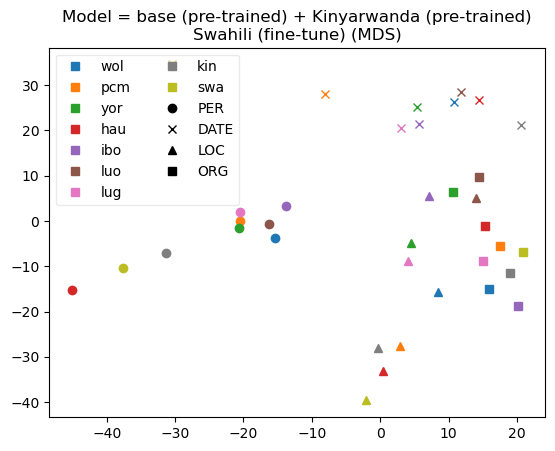 Model = base (pre-trained) + Kinyarwanda (pre-trained)
Swahili (fine-tune) (MDS)
wol
pcm
yor
hau
ibo
luo
lug
kin
swa
PER
DATE
LOC
ORG
30
20
10
0
−10
−20
−30
−40
−40
−30
−20
−10
0
10
20